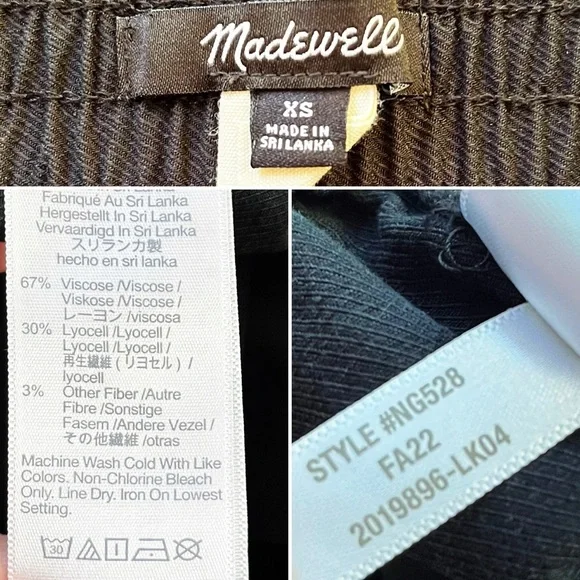 Madewell
XS
MADE IN
SRI LANKA
Fabriqué Au Sri Lanka
Hergestellt In Sri Lanka
Vervaardigd In Sri Lanka
スリランカ製
hecho en sri lanka
67% Viscose /Viscose /
Viskose /Viscose /
レーヨン /viscosa
30% Lyocell /Lyocell /
Lyocell /Lyocell /
再生繊維 ( リヨセル ) /
lyocell
3% Other Fiber /Autre
Fibre /Sonstige
Fasern /Andere Vezel /
その他繊維 /otras
Machine Wash Cold With Like
Colors. Non-Chlorine Bleach
Only. Line Dry. Iron On Lowest
Setting.
30
STYLE #NG528
FA22
2019896-LK04